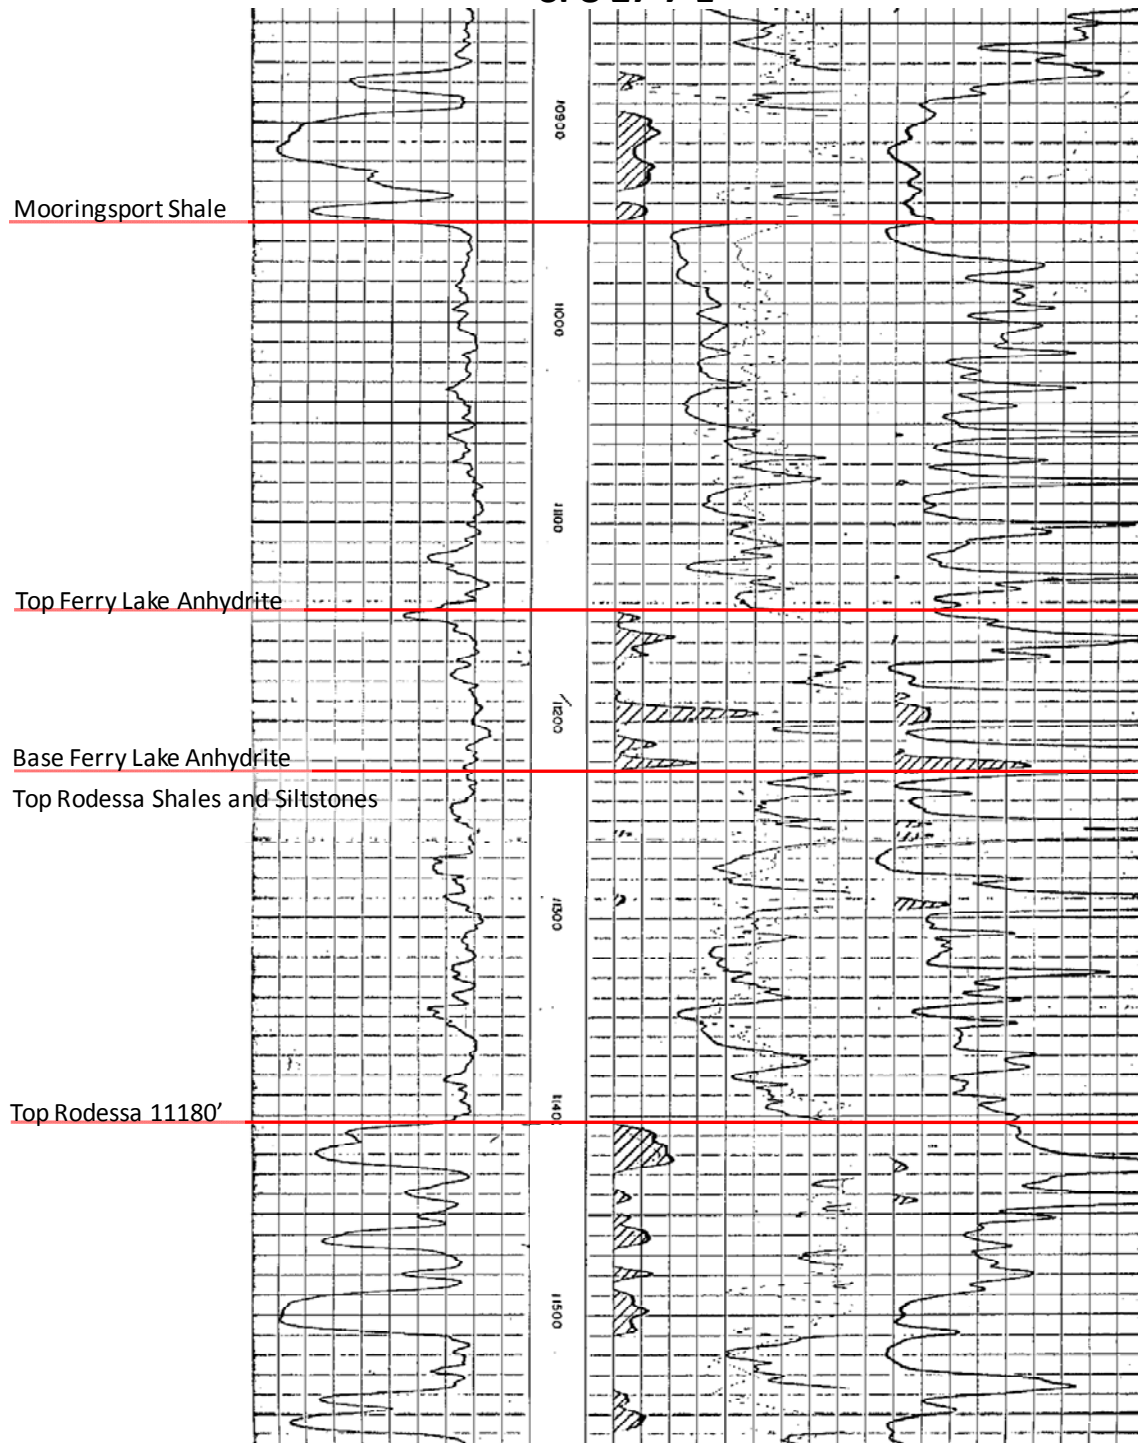 10900
Mooringsport Shale
11000
11100
Top Ferry Lake Anhydrite
11200
Base Ferry Lake Anhydrite
Top Rodessa Shales and Siltstones
11300
Top Rodessa 11180’
11500